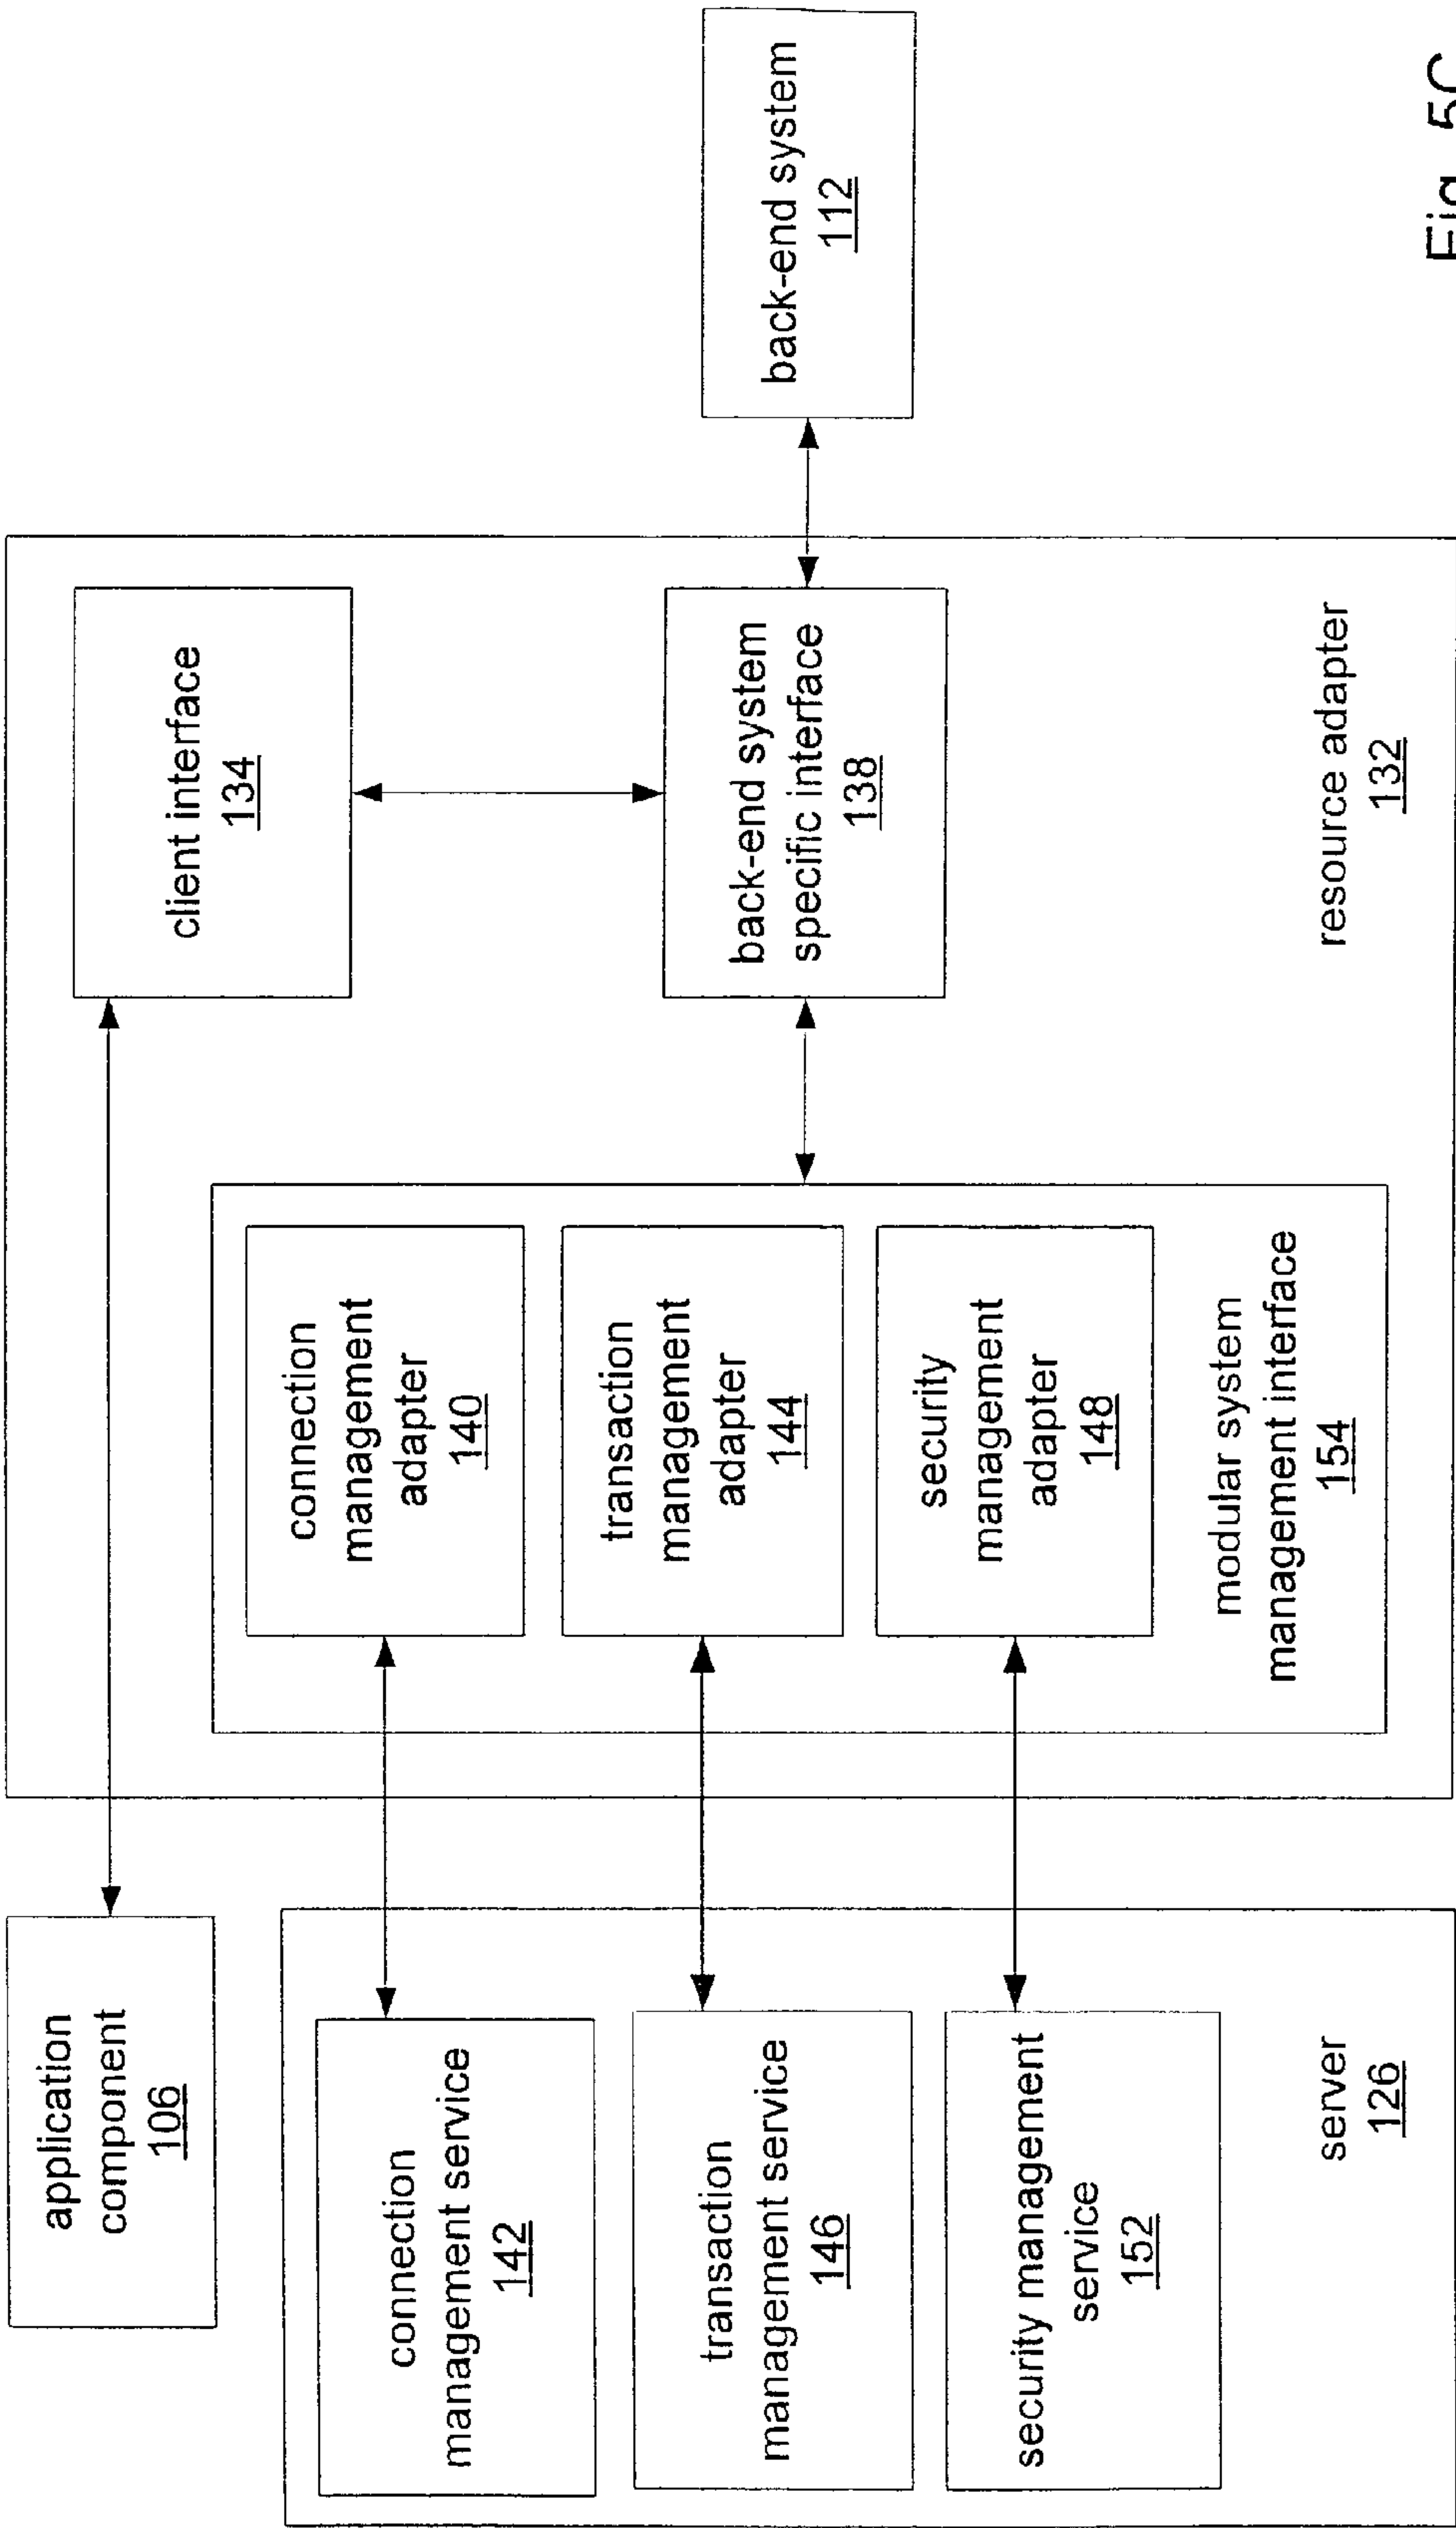 application
component
106
connection
management service
142
transaction
management service
146
security management
service
152
server
126
connection
management
adapter
140
transaction
management
adapter
144
security
management
adapter
148
modular system
management interface
154
client interface
134
back-end system
specific interface
138
resource adapter
132
back-end system
112
Fig. 5C